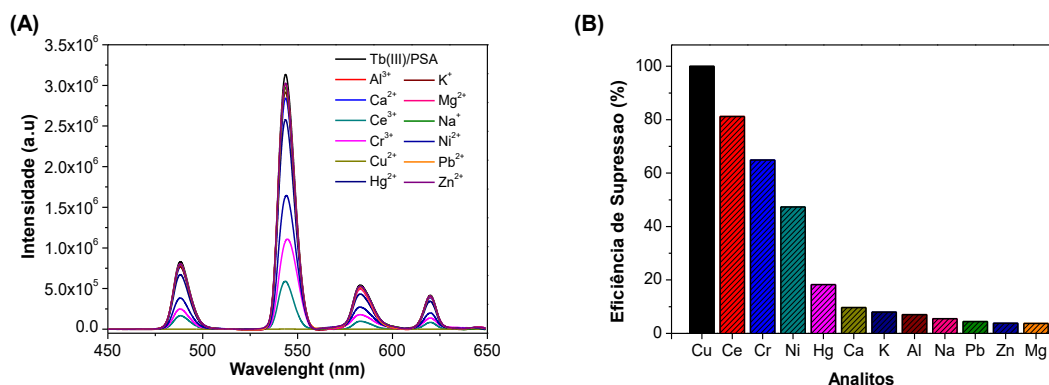 (A)
3.5x10⁶
3.0x10⁶
2.5x10⁶
2.0x10⁶
1.5x10⁶
1.0x10⁶
5.0x10⁵
0.0
Intensidade (a.u)
450 500 550 600 650
Wavelenght (nm)
Tb(III)/PSA
Al³⁺ K⁺
Ca²⁺ Mg²⁺
Ce³⁺ Na⁺
Cr³⁺ Ni²⁺
Cu²⁺ Pb²⁺
Hg²⁺ Zn²⁺
(B)
100
80
60
40
20
0
Eficiência de Supressao (%)
Cu Ce Cr Ni Hg Ca K Al Na Pb Zn Mg
Analitos